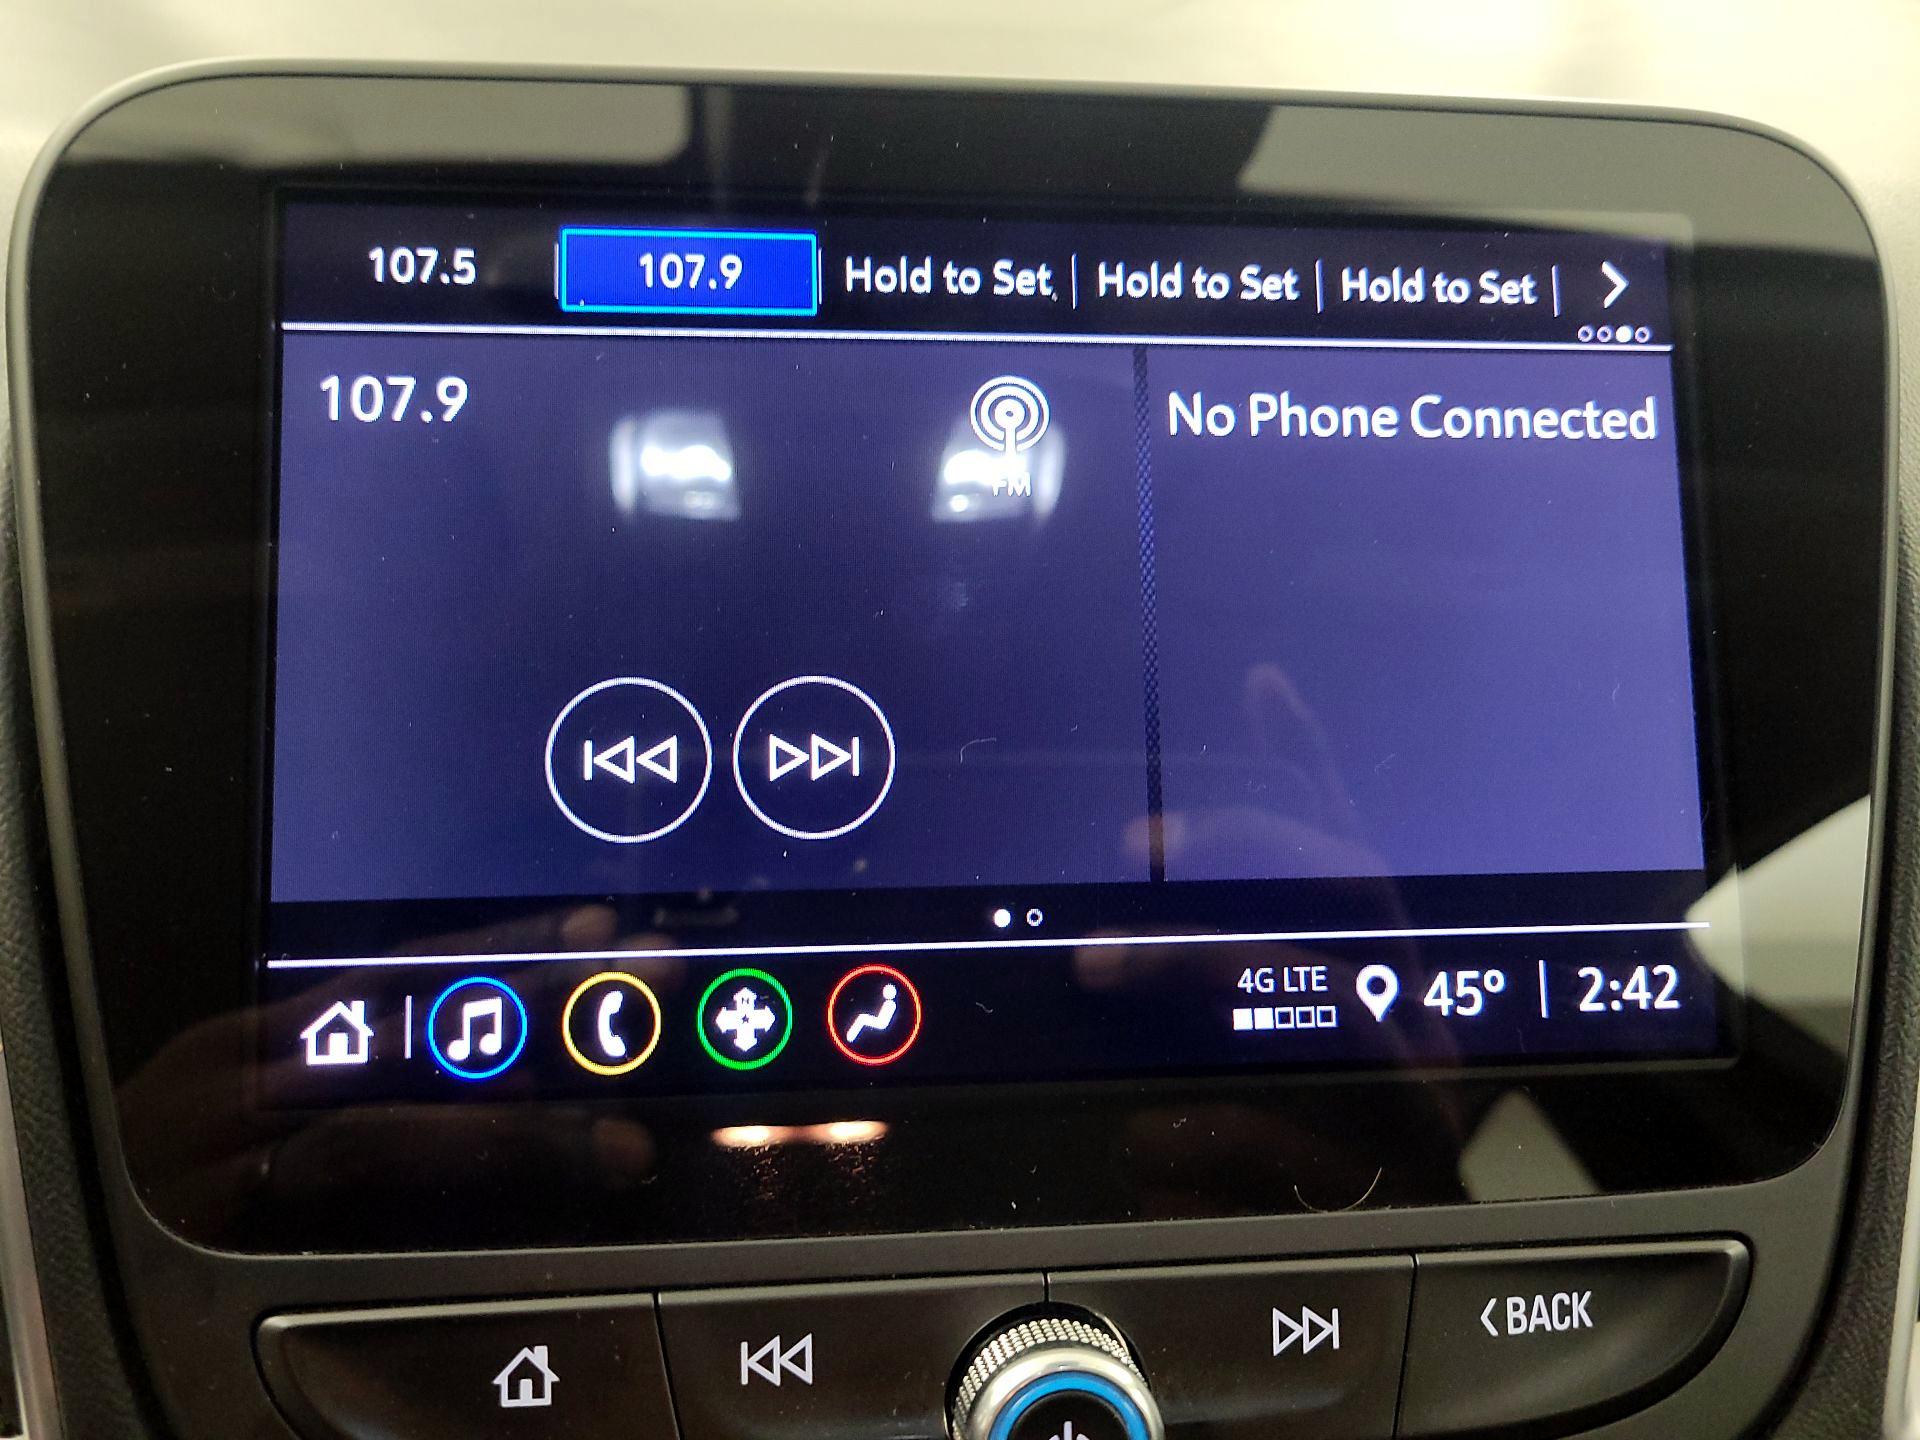 107.5 107.9 Hold to Set Hold to Set Hold to Set
107.9
FM
No Phone Connected
4G LTE
45° 2:42
N
BACK